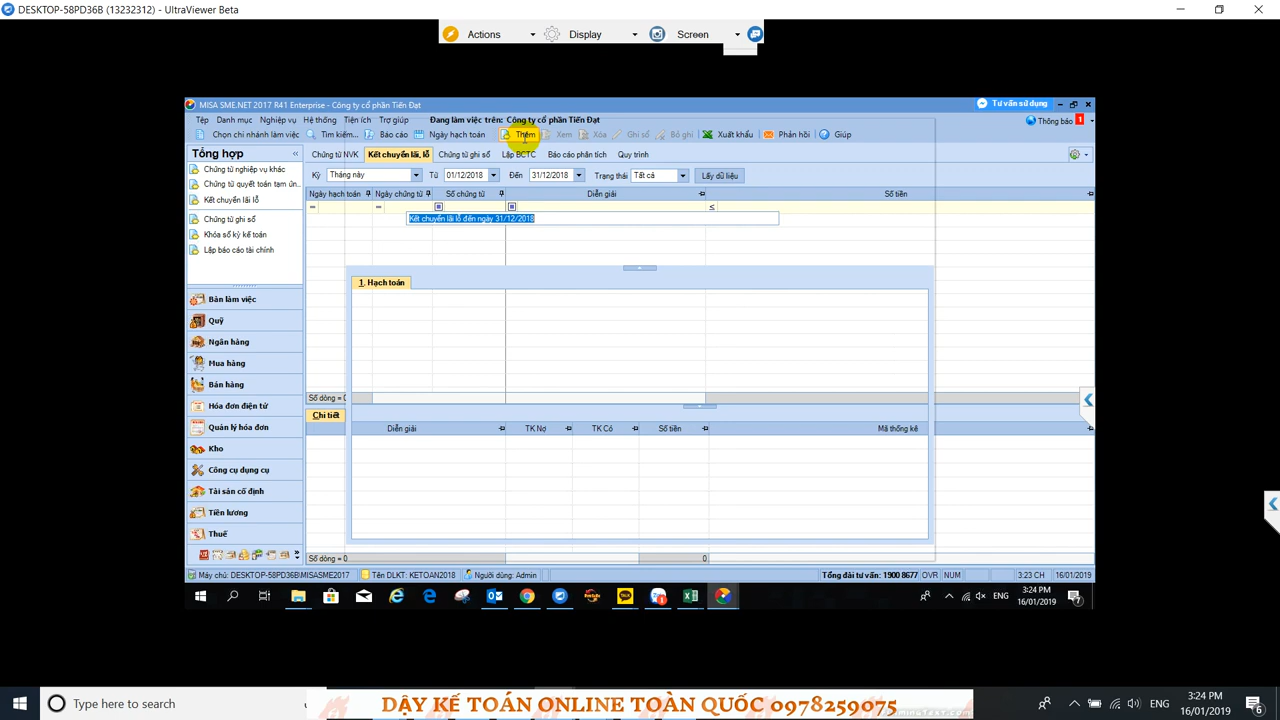 DESKTOP-58PD36B (13232312) - UltraViewer Beta
Actions Display Screen
MISA SME.NET 2017 R41 Enterprise - Công ty cổ phần Tiến Đạt
Tư vấn sử dụng
Tệp Danh mục Nghiệp vụ Hệ thống Tiện ích Trợ giúp Đang làm việc trên: Công ty cổ phần Tiến Đạt
Thông báo 1
Chọn chi nhánh làm việc Tìm kiếm... Báo cáo Ngày hạch toán Thêm Xem Xóa Ghi sổ Bỏ ghi Xuất khẩu Phản hồi Giúp
Tổng hợp
Chứng từ NVK Kết chuyển lãi, lỗ Chứng từ ghi sổ Lập BCTC Báo cáo phân tích Quy trình
Chứng từ nghiệp vụ khác
Chứng từ quyết toán tạm ứn...
Kết chuyển lãi lỗ
Chứng từ ghi sổ
Khóa sổ kỳ kế toán
Lập báo cáo tài chính
Kỳ Tháng này Từ 01/12/2018 Đến 31/12/2018 Trạng thái Tất cả Lấy dữ liệu
Ngày hạch toán Ngày chứng từ Số chứng từ Diễn giải Số tiền
= = ≤
Kết chuyển lãi lỗ đến ngày 31/12/2018
1. Hạch toán
Bàn làm việc
Quỹ
Ngân hàng
Mua hàng
Bán hàng
Hóa đơn điện tử
Quản lý hóa đơn
Kho
Công cụ dụng cụ
Tài sản cố định
Tiền lương
Thuế
Số dòng = 0
Chi tiết
Diễn giải TK Nợ TK Có Số tiền Mã thống kê
Số dòng = 0 0
Máy chủ: DESKTOP-58PD36B\MISASME2017 Tên DLKT: KETOAN2018 Người dùng: Admin Tổng đài tư vấn: 1900 8677 OVR NUM 3:23 CH 16/01/2019
ENG 3:24 PM
16/01/2019 7
Type here to search
DẬY KẾ TOÁN ONLINE TOÀN QUỐC 0978259075
ENG 3:24 PM
16/01/2019 6